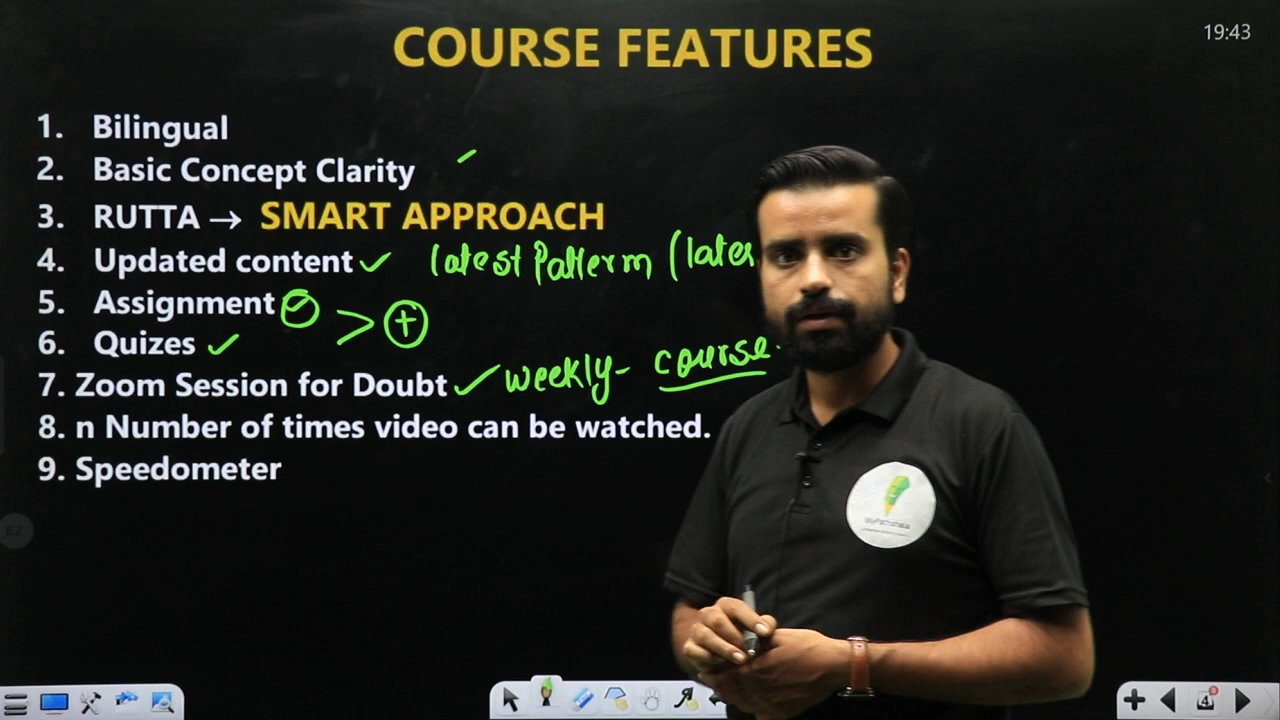 COURSE FEATURES
19:43
1. Bilingual
2. Basic Concept Clarity
3. RUTTA → SMART APPROACH
4. Updated content ✓ latest Patterm (later
5. Assignment
> +
6. Quizes ✓
7. Zoom Session for Doubt ✓ weekly- course.
8. n Number of times video can be watched.
9. Speedometer
EZ
4